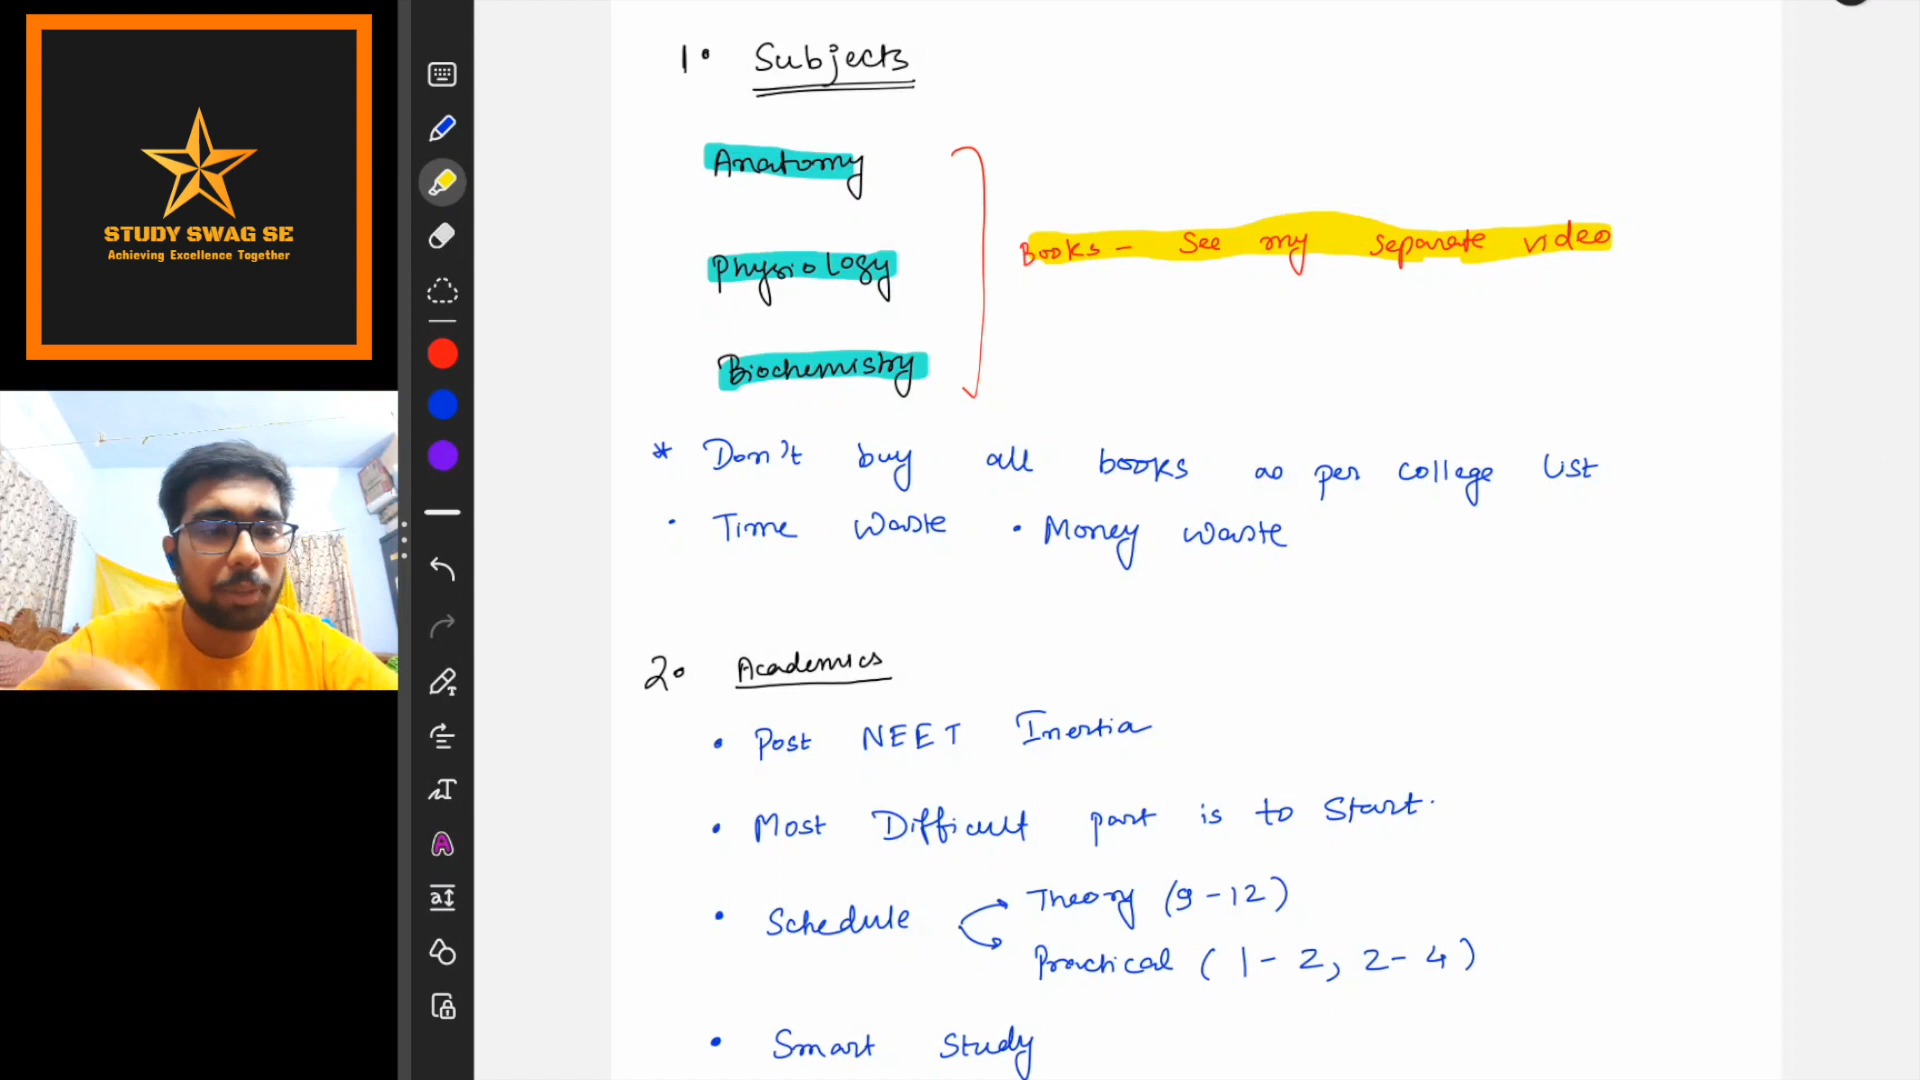 STUDY SWAG SE
Achieving Excellence Together
1. Subjects
Anatomy
Physiology
Biochemistry
Books - See my separate video
* Don't buy all books as per college list
• Time waste • Money waste
2. Academics
• Post NEET Inertia
• Most Difficult part is to Start.
• Schedule
Theory (9-12)
Practical (1-2, 2-4)
• Smart Study